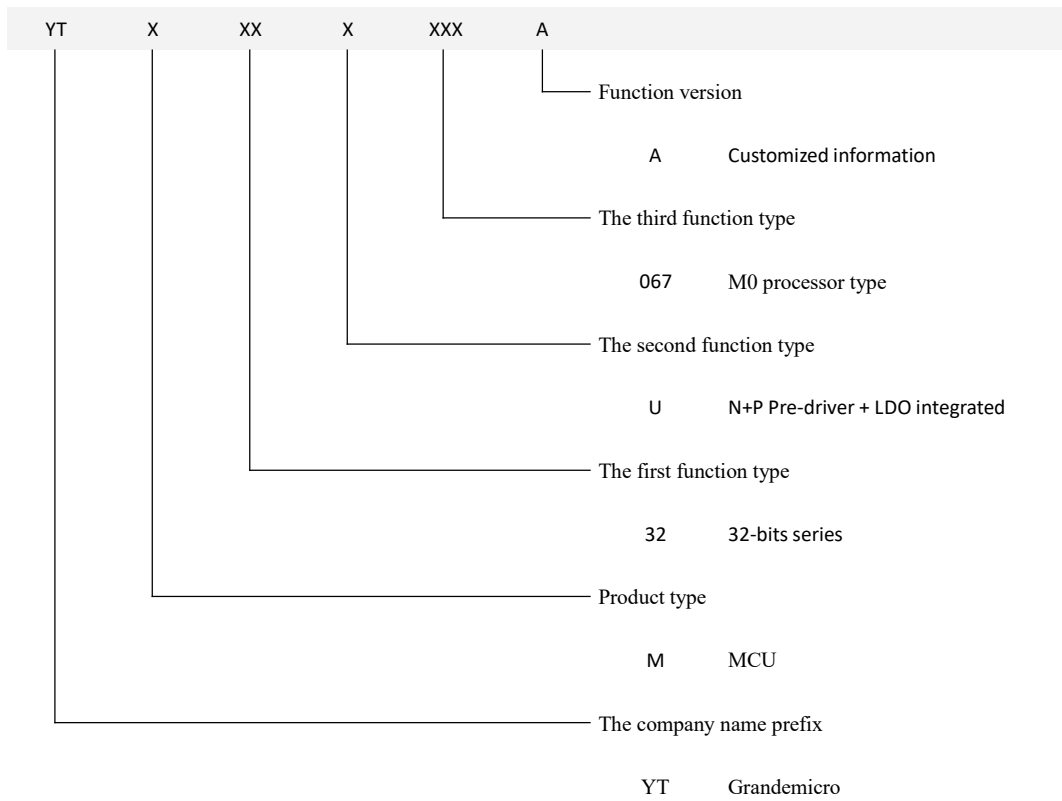 YT X XX X XXX A
Function version
A Customized information
The third function type
067 M0 processor type
The second function type
U N+P Pre-driver + LDO integrated
The first function type
32 32-bits series
Product type
M MCU
The company name prefix
YT Grandemicro